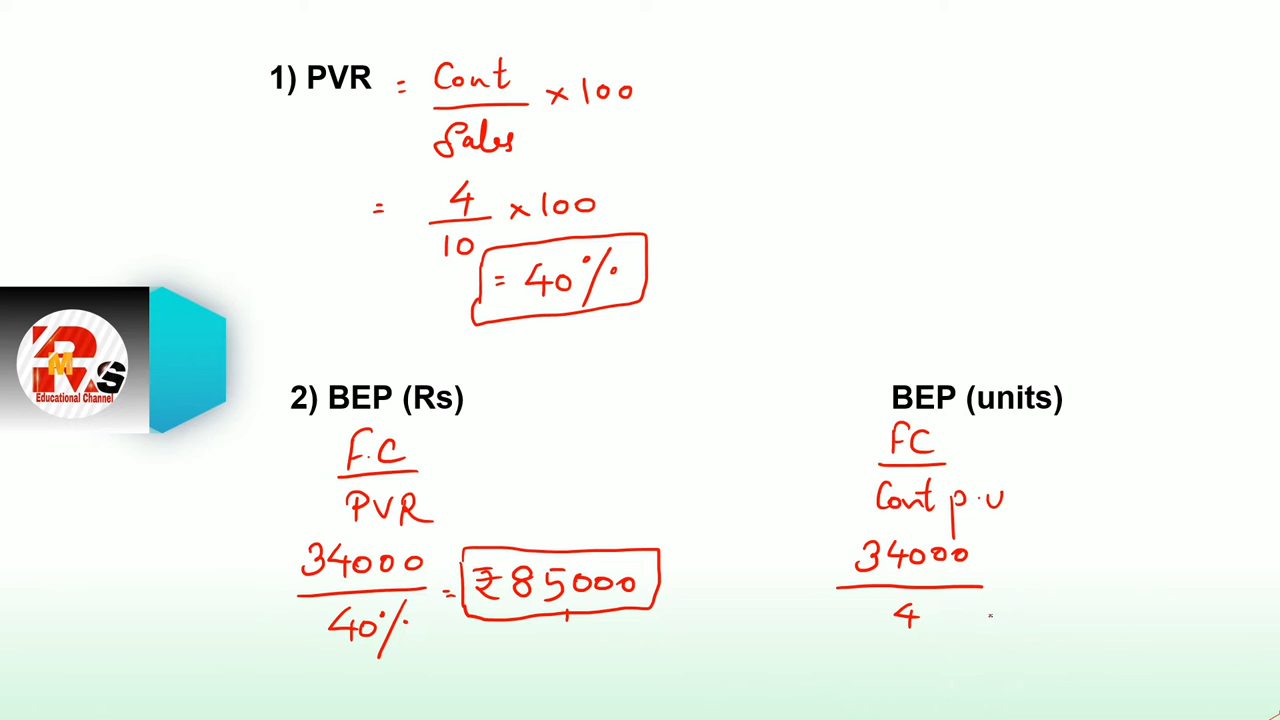 1) PVR = Cont / Sales × 100
= 4 / 10 × 100
= 40%
PMS
Educational Channel
2) BEP (Rs)
F.C / PVR
34000 / 40% = ₹85000
BEP (units)
FC / Cont p.u
34000 / 4